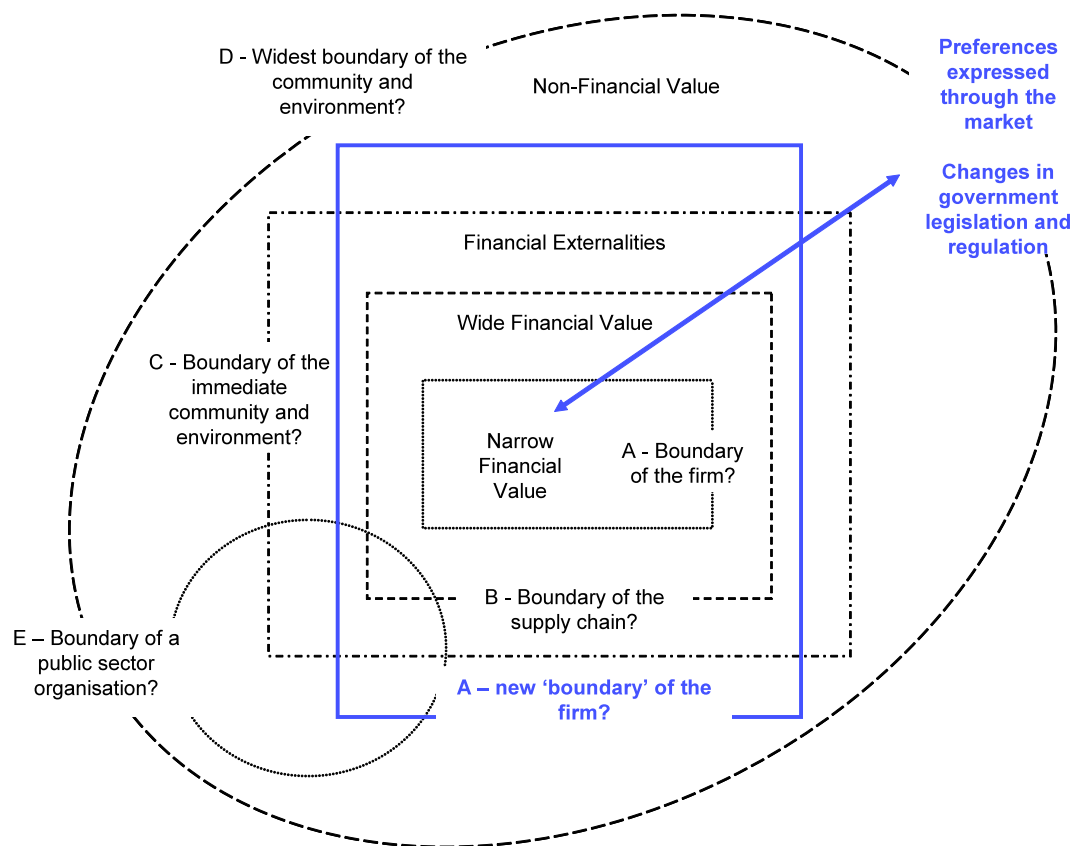 D - Widest boundary of the
community and
environment?
Non-Financial Value
Preferences
expressed
through the
market
Changes in
government
legislation and
regulation
Financial Externalities
Wide Financial Value
C - Boundary of the
immediate
community and
environment?
Narrow
Financial
Value
A - Boundary
of the firm?
B - Boundary of the
supply chain?
E – Boundary of a
public sector
organisation?
A – new ‘boundary’ of the
firm?